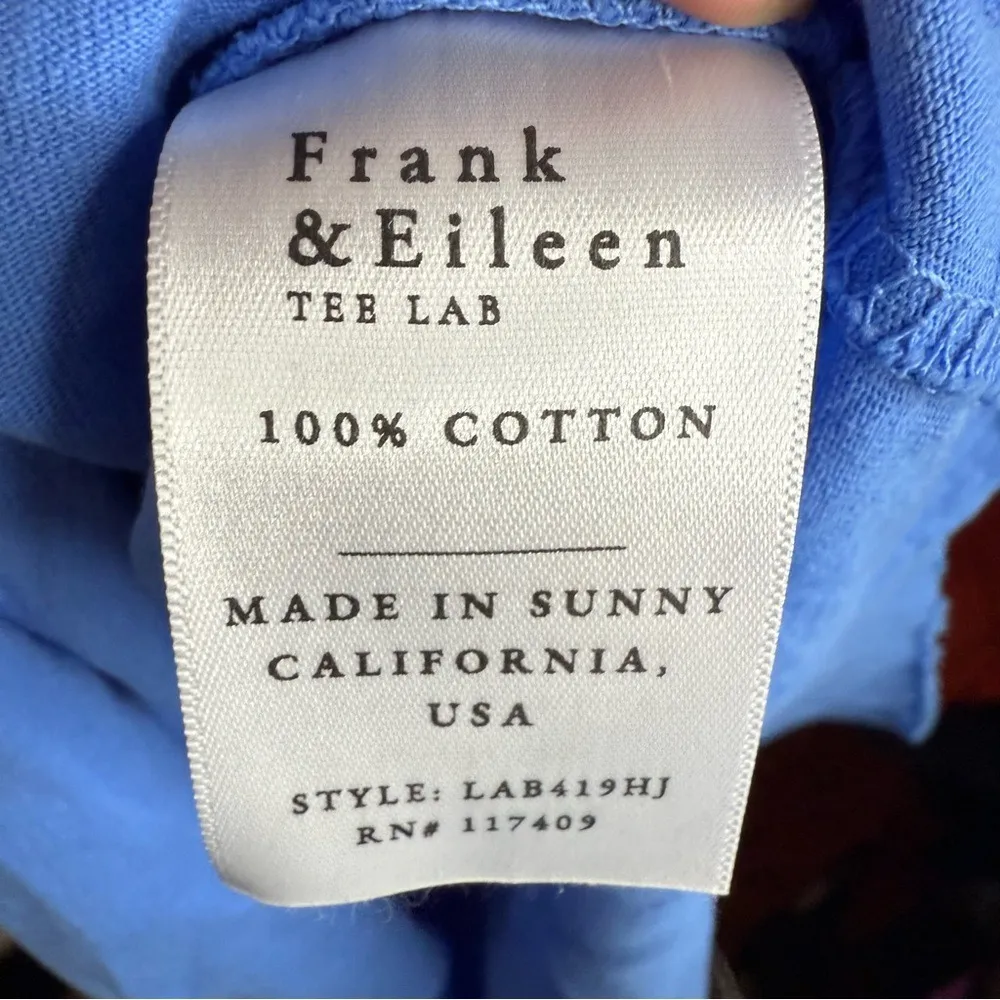 Frank
&Eileen
TEE LAB
100% COTTON
MADE IN SUNNY
CALIFORNIA,
USA
STYLE: LAB419HJ
RN# 117409